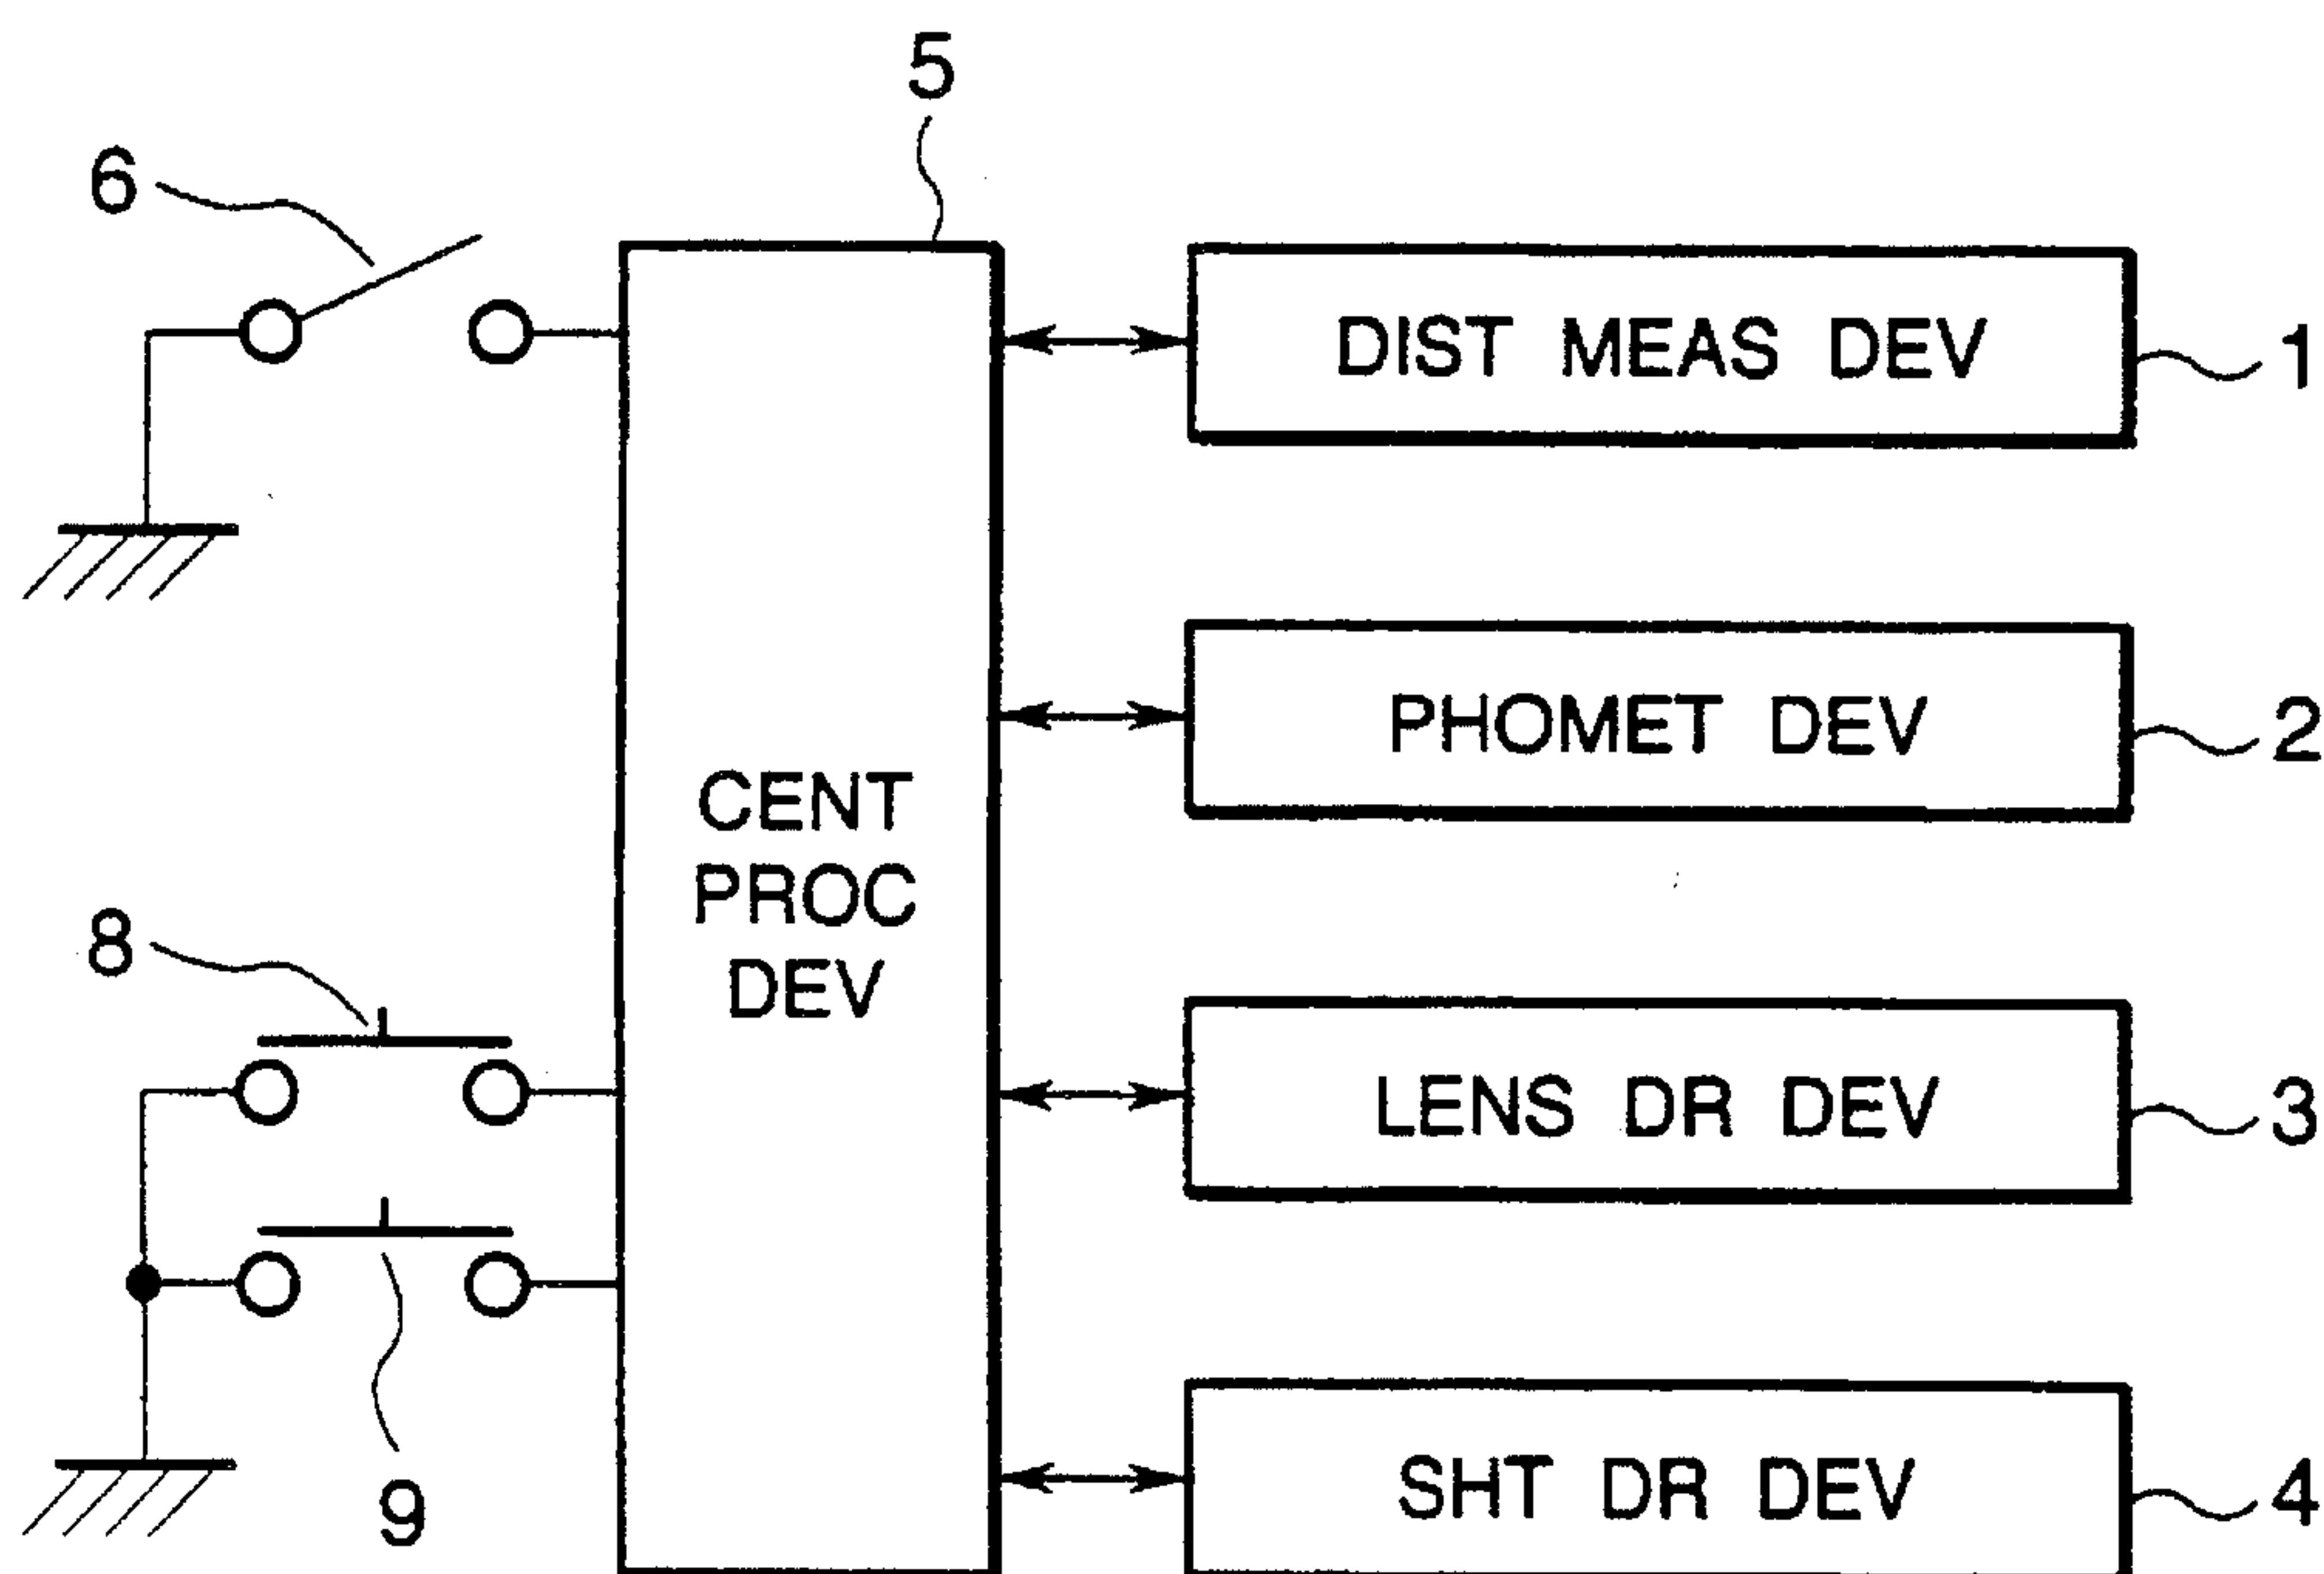 5
6
DIST MEAS DEV
1
PHOMET DEV
2
CENT
PROC
DEV
8
LENS DR DEV
3
9
SHT DR DEV
4